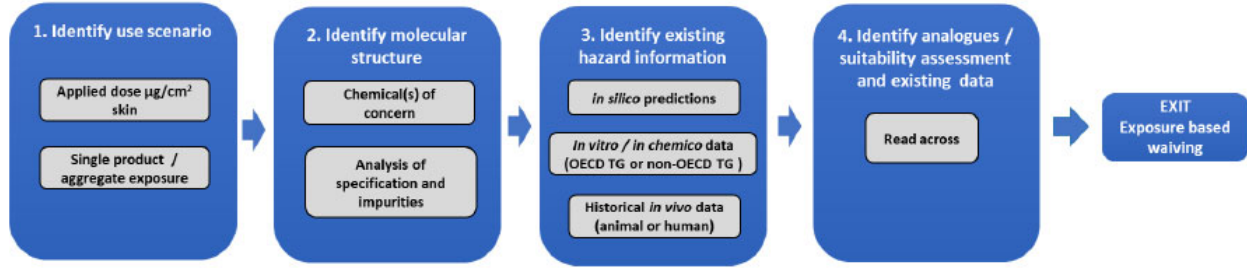 1. Identify use scenario
Applied dose µg/cm²
skin
Single product /
aggregate exposure
2. Identify molecular
structure
Chemical(s) of
concern
Analysis of
specification and
impurities
3. Identify existing
hazard information
in silico predictions
In vitro / in chemico data
(OECD TG or non-OECD TG )
Historical in vivo data
(animal or human)
4. Identify analogues /
suitability assessment
and existing data
Read across
EXIT
Exposure based
waiving